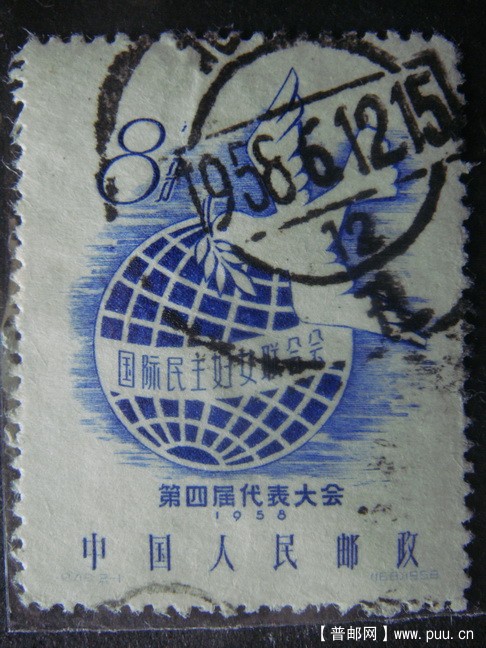 8分
1958.6.12.15
12
国际民主妇女联合会
第四届代表大会
1958
中国人民邮政
【普邮网】www.puu.cn